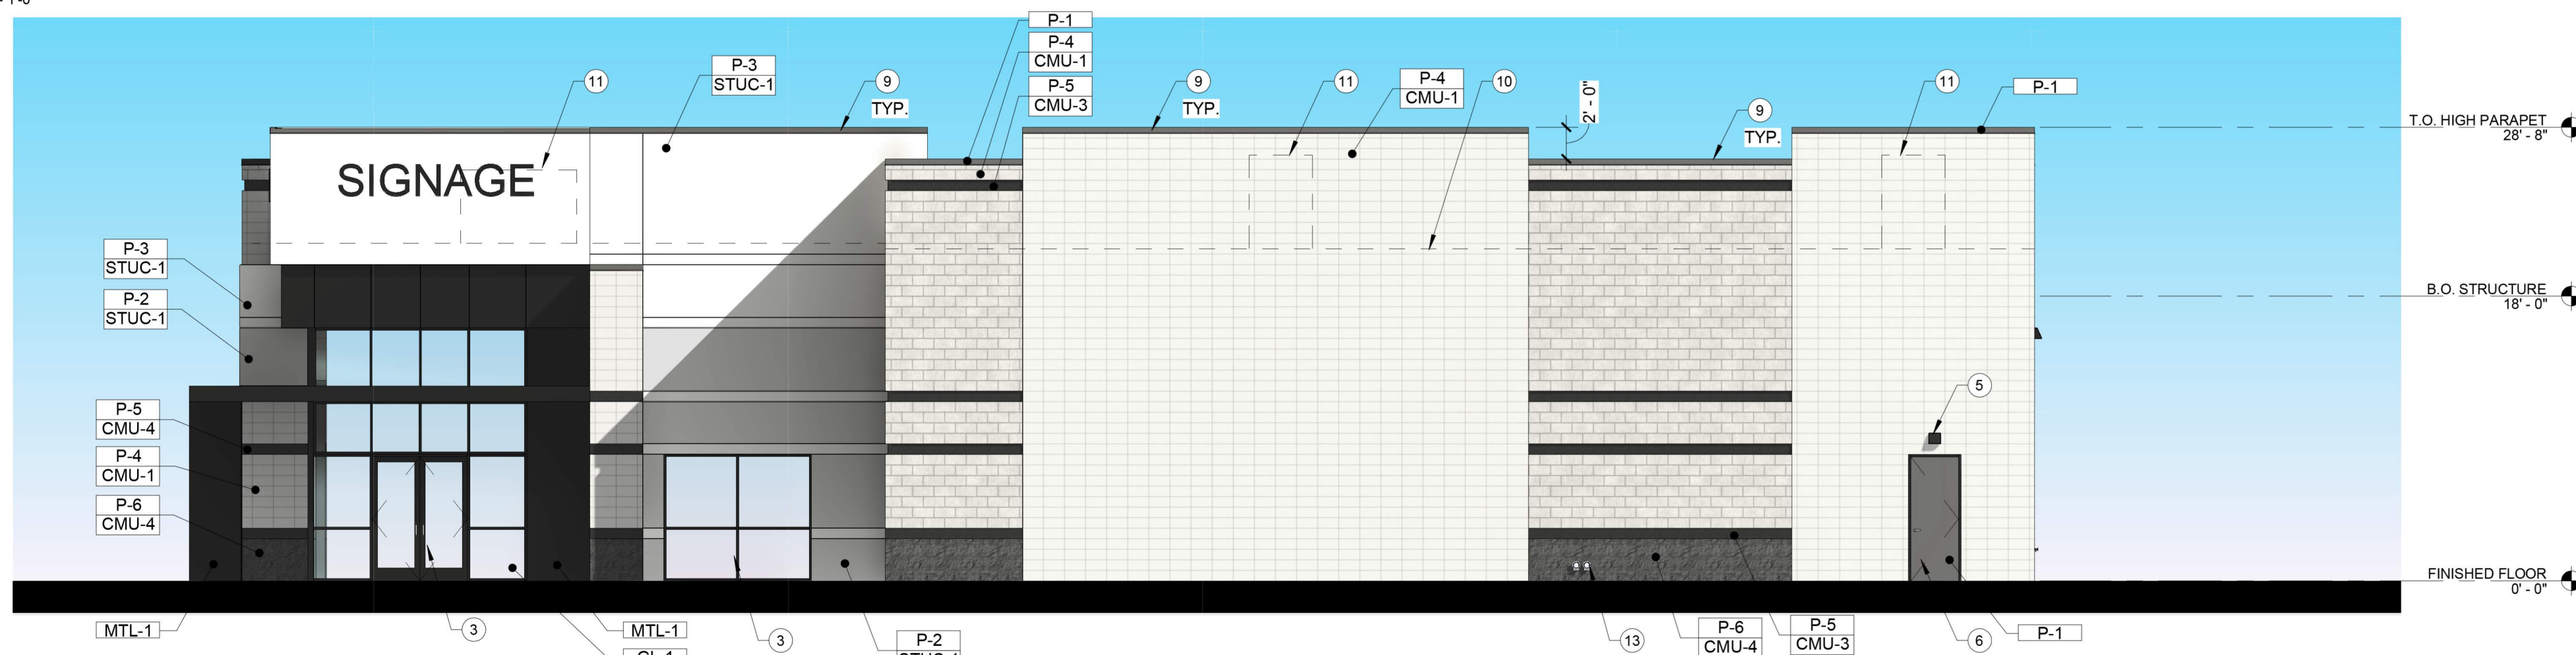 P-1
P-4
CMU-1
P-5
CMU-3
P-3
STUC-1
11
9
TYP.
9
TYP.
11
P-4
CMU-1
10
2' - 0"
9
TYP.
11
P-1
T.O. HIGH PARAPET
28' - 8"
SIGNAGE
P-3
STUC-1
P-2
STUC-1
B.O. STRUCTURE
18' - 0"
5
P-5
CMU-4
P-4
CMU-1
P-6
CMU-4
FINISHED FLOOR
0' - 0"
MTL-1
3
MTL-1
3
P-2
13
P-6
CMU-4
P-5
CMU-3
6
P-1